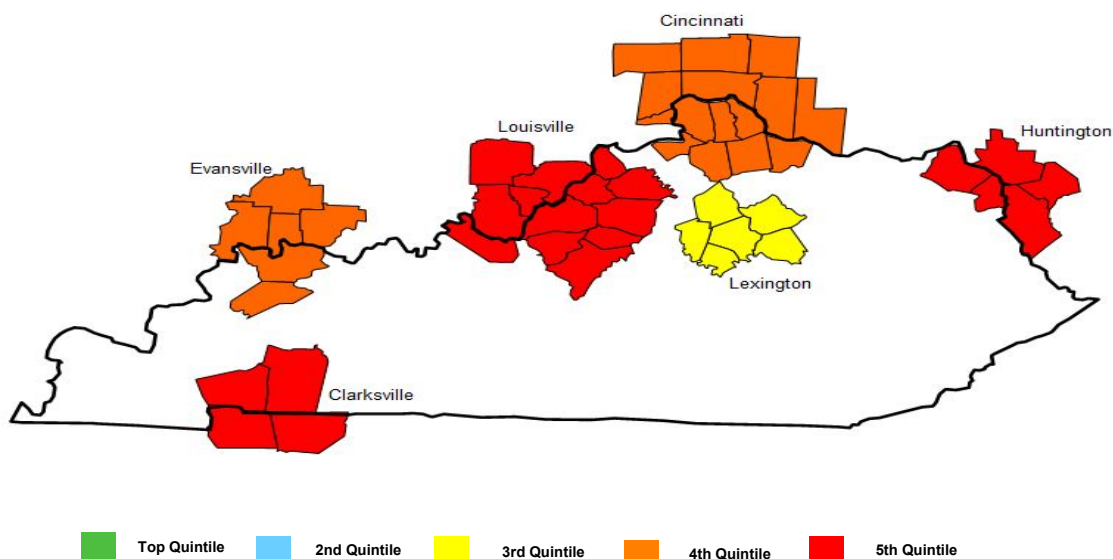 Cincinnati
Louisville
Huntington
Evansville
Lexington
Clarksville
Top Quintile
2nd Quintile
3rd Quintile
4th Quintile
5th Quintile